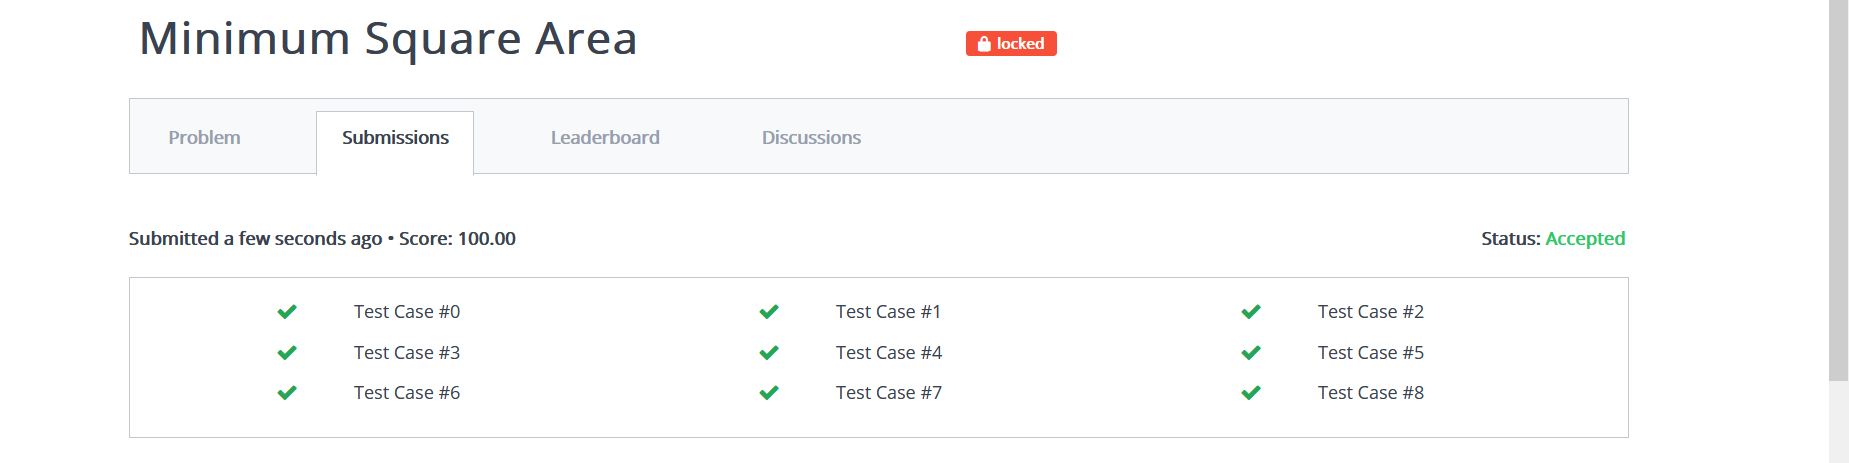 Minimum Square Area
locked
Problem Submissions Leaderboard Discussions
Submitted a few seconds ago • Score: 100.00 Status: Accepted
Test Case #0 Test Case #1 Test Case #2
Test Case #3 Test Case #4 Test Case #5
Test Case #6 Test Case #7 Test Case #8